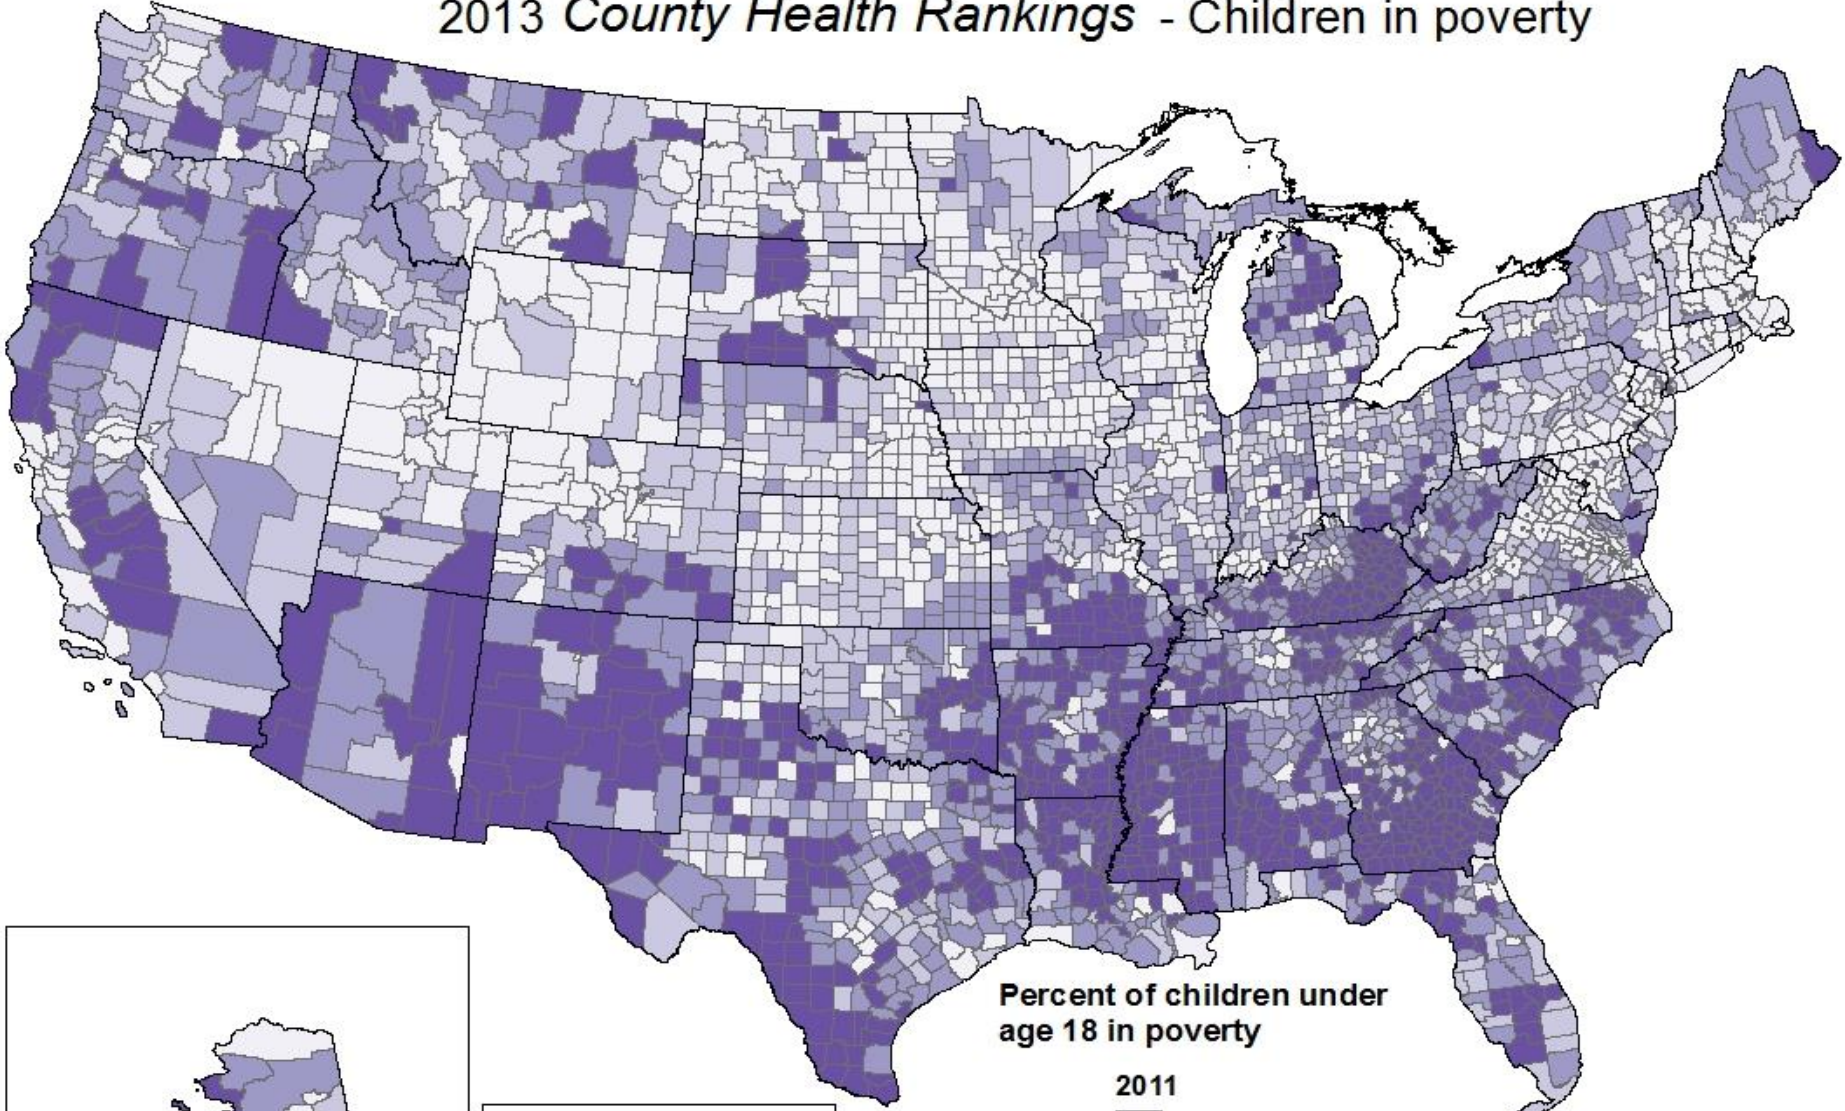 2013 County Health Rankings - Children in poverty
Percent of children under
age 18 in poverty
2011